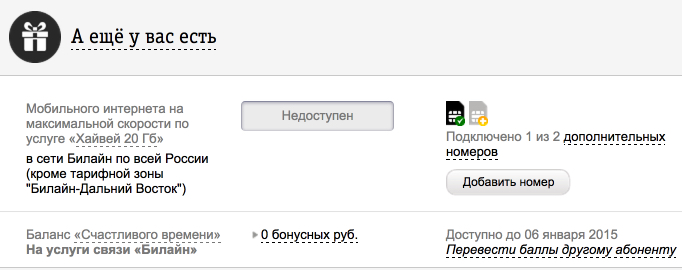 А ещё у вас есть
Мобильного интернета на
максимальной скорости по
услуге «Хайвей 20 Гб»
в сети Билайн по всей России
(кроме тарифной зоны
"Билайн-Дальний Восток")
Недоступен
Подключено 1 из 2 дополнительных
номеров
Добавить номер
Баланс «Счастливого времени»
На услуги связи «Билайн»
0 бонусных руб.
Доступно до 06 января 2015
Перевести баллы другому абоненту